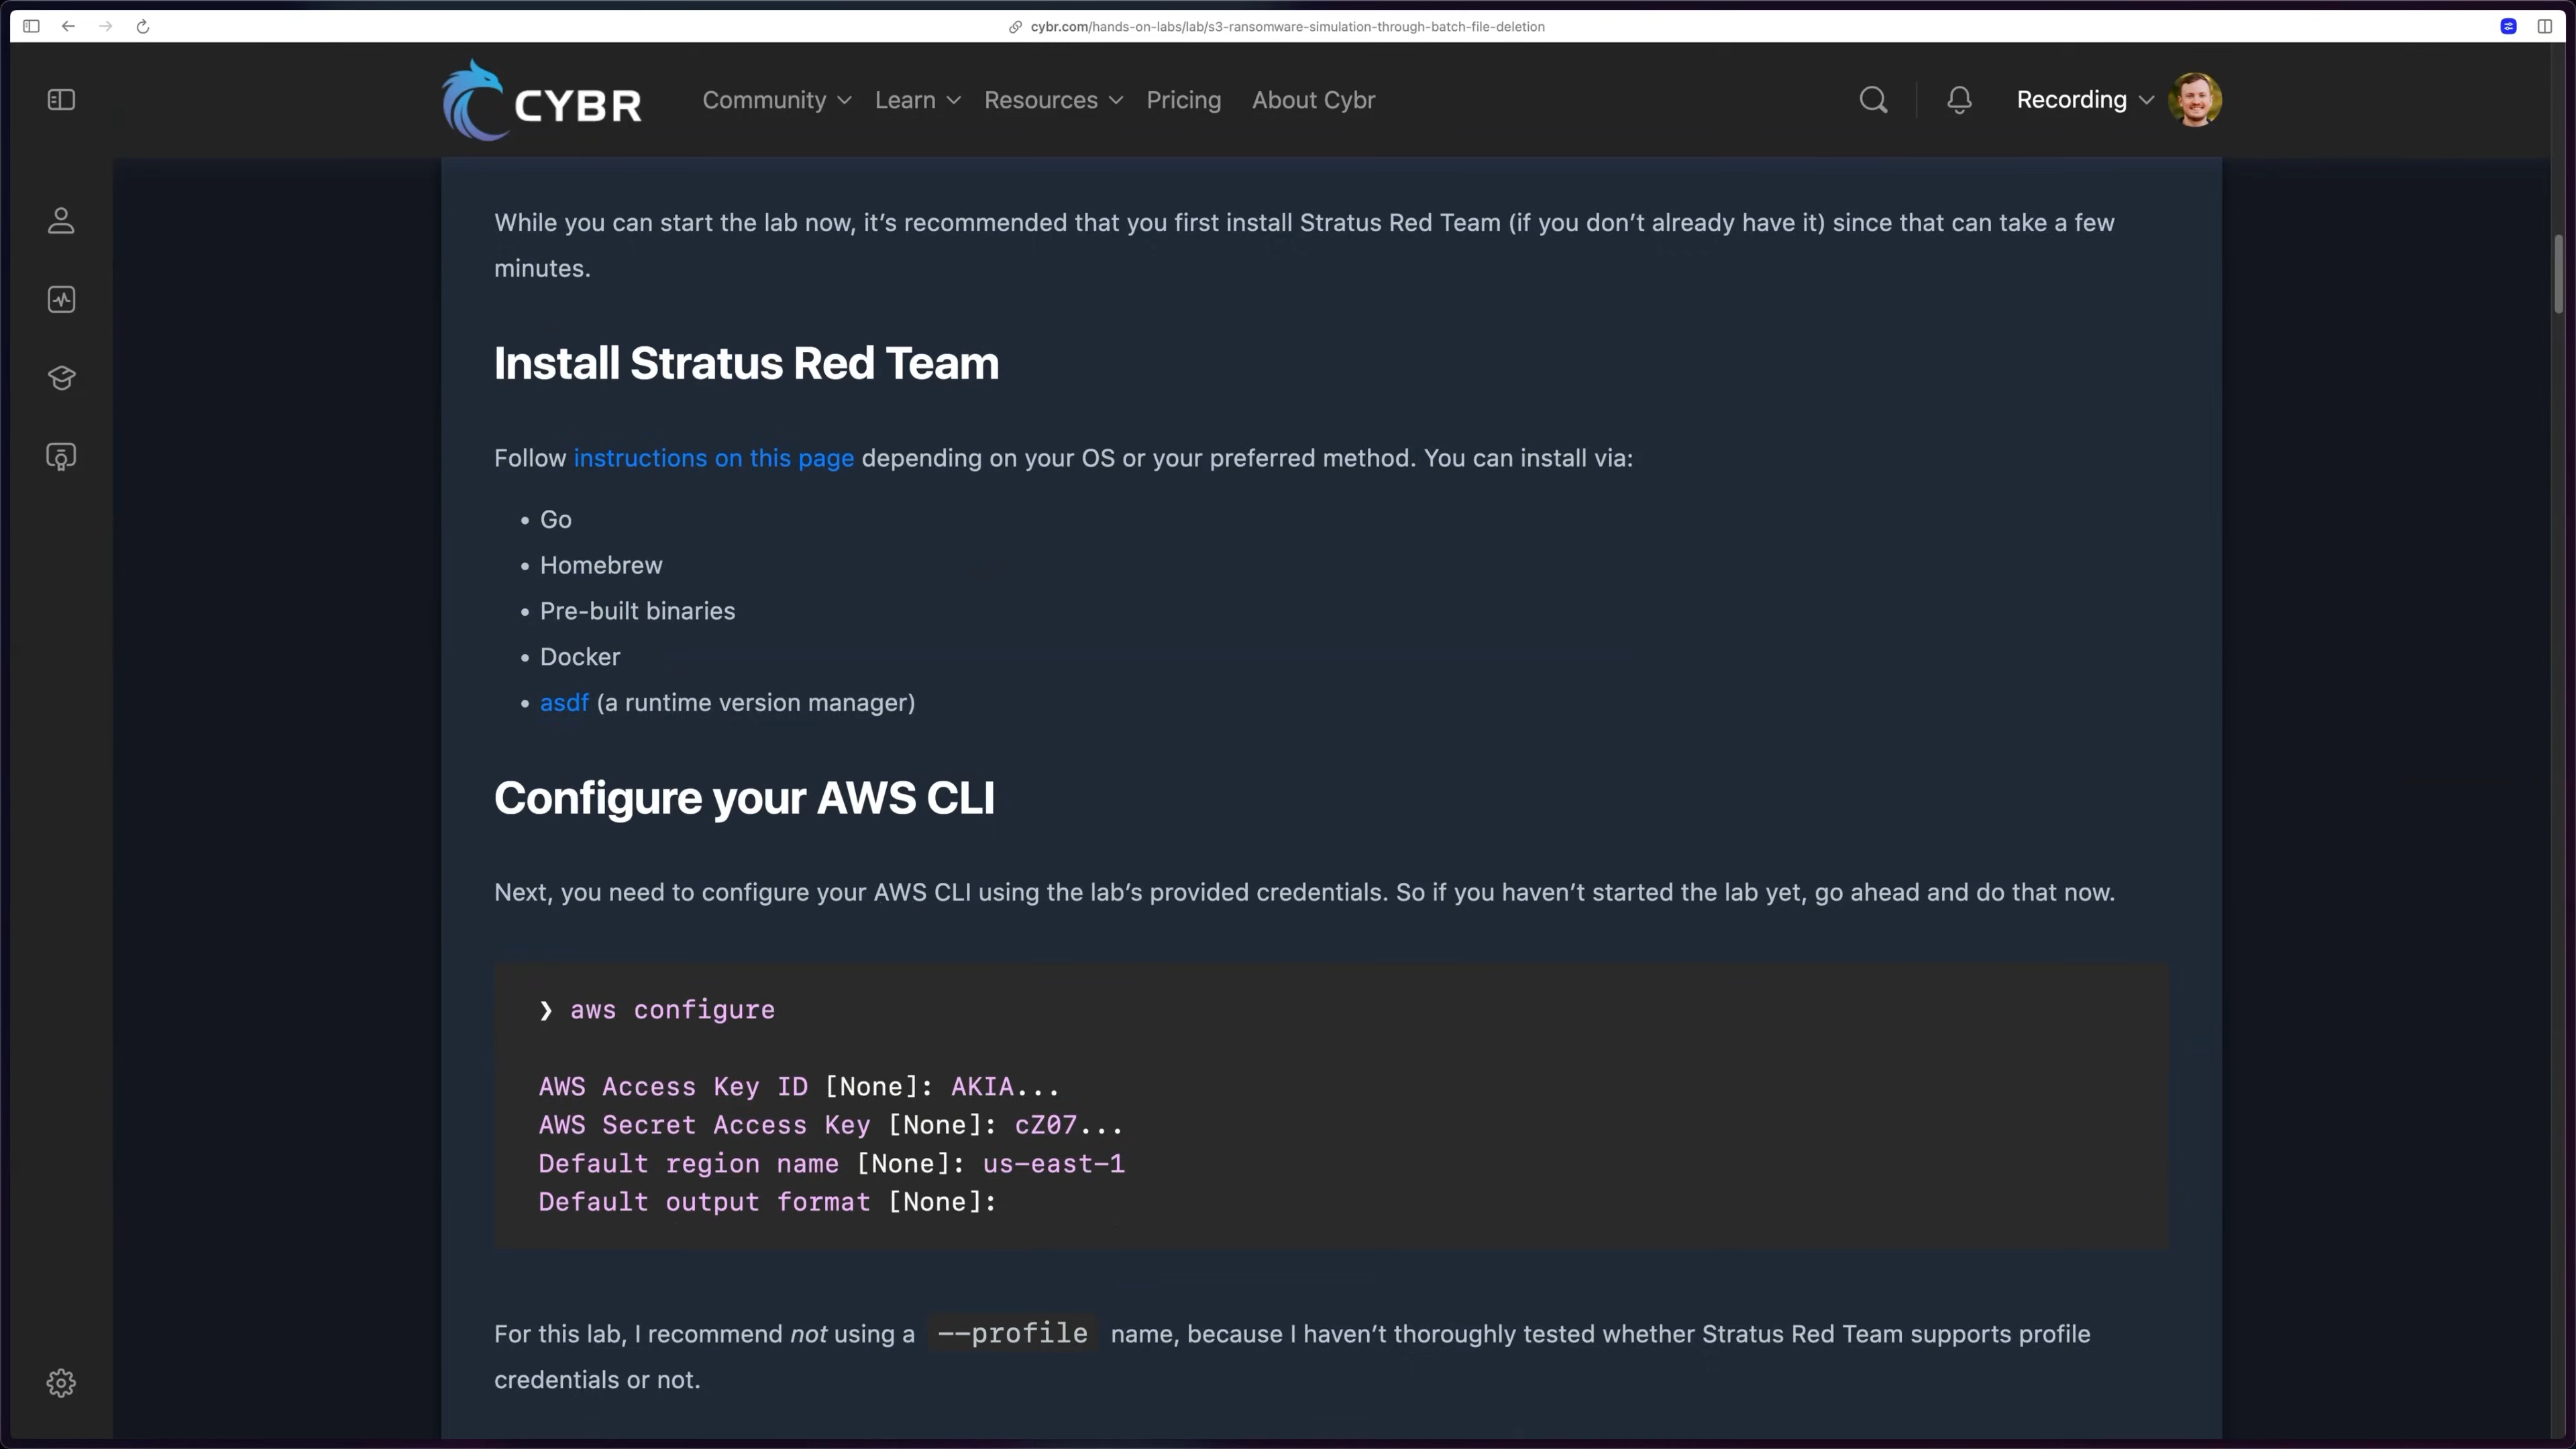 cybr.com/hands-on-labs/lab/s3-ransomware-simulation-through-batch-file-deletion
CYBR
Community
Learn
Resources
Pricing
About Cybr
Recording
While you can start the lab now, it’s recommended that you first install Stratus Red Team (if you don’t already have it) since that can take a few
minutes.
Install Stratus Red Team
Follow instructions on this page depending on your OS or your preferred method. You can install via:
• Go
• Homebrew
• Pre-built binaries
• Docker
• asdf (a runtime version manager)
Configure your AWS CLI
Next, you need to configure your AWS CLI using the lab’s provided credentials. So if you haven’t started the lab yet, go ahead and do that now.
❯ aws configure
AWS Access Key ID [None]: AKIA...
AWS Secret Access Key [None]: cZ07...
Default region name [None]: us-east-1
Default output format [None]:
For this lab, I recommend not using a --profile name, because I haven’t thoroughly tested whether Stratus Red Team supports profile
credentials or not.